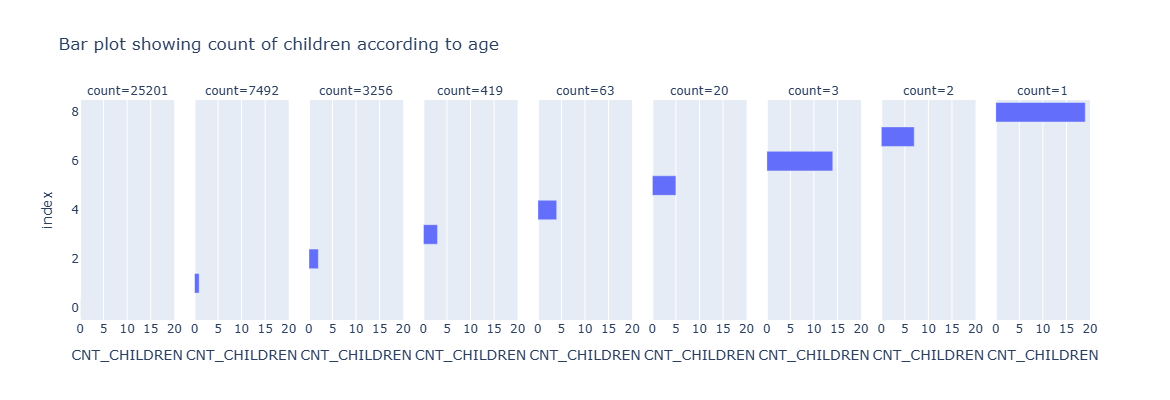 Bar plot showing count of children according to age
count=25201 count=7492 count=3256 count=419 count=63 count=20 count=3 count=2 count=1
8
6
4
2
0
index
0 5 10 15 20 0 5 10 15 20 0 5 10 15 20 0 5 10 15 20 0 5 10 15 20 0 5 10 15 20 0 5 10 15 20 0 5 10 15 20 0 5 10 15 20
CNT_CHILDREN CNT_CHILDREN CNT_CHILDREN CNT_CHILDREN CNT_CHILDREN CNT_CHILDREN CNT_CHILDREN CNT_CHILDREN CNT_CHILDREN